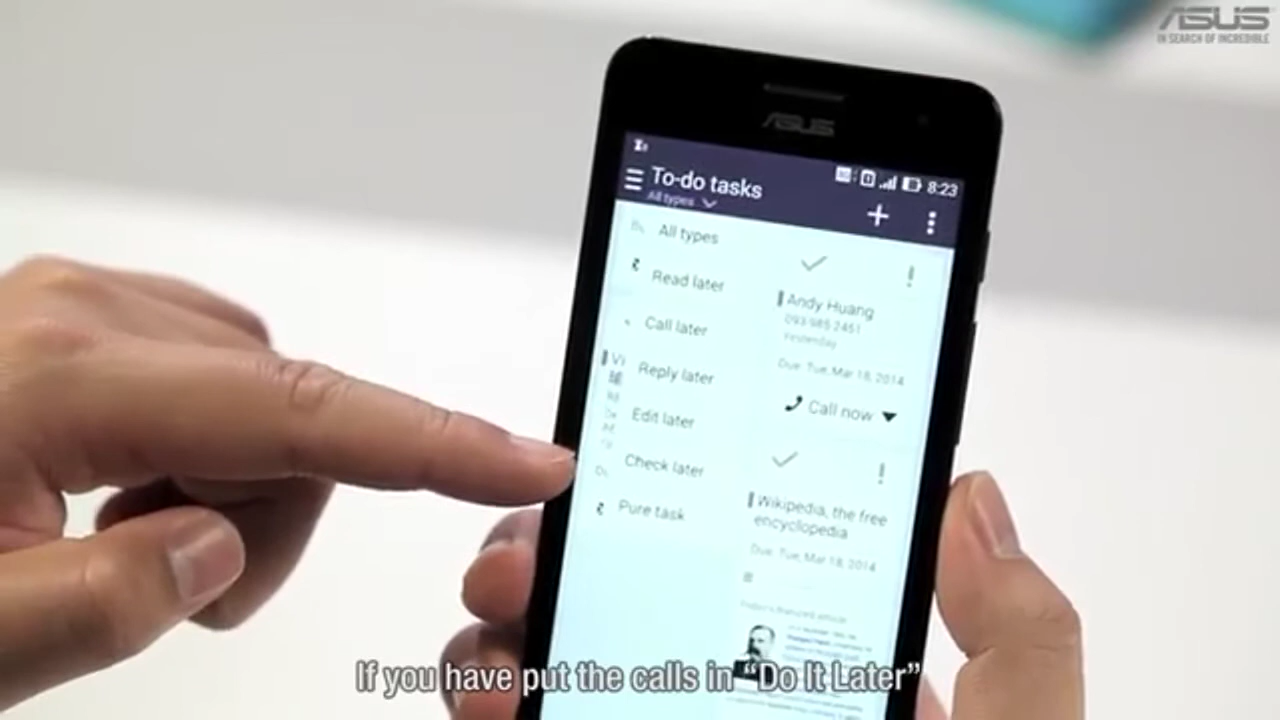 ASUS
IN SEARCH OF INCREDIBLE
ASUS
8:23
To-do tasks
All types
All types
Read later
Call later
Reply later
Edit later
Check later
Pure task
Andy Huang
093 985 2451
Yesterday
Due: Tue, Mar 18, 2014
Call now
Wikipedia, the free
encyclopedia
Due: Tue, Mar 18, 2014
If you have put the calls in “Do It Later”